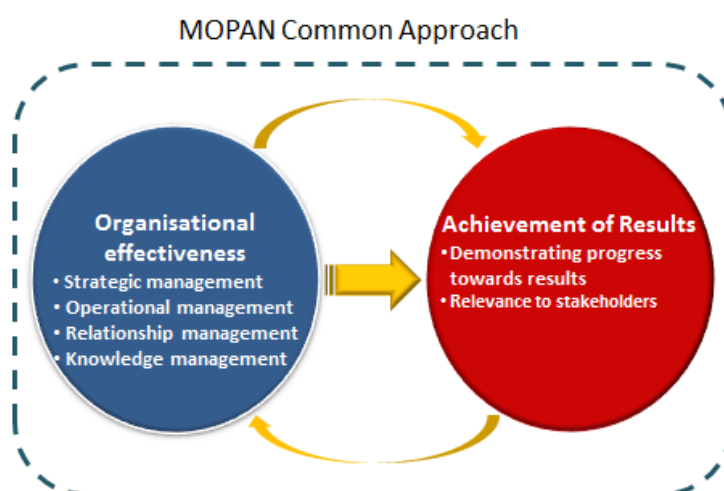 MOPAN Common Approach
Organisational
effectiveness
• Strategic management
• Operational management
• Relationship management
• Knowledge management
Achievement of Results
• Demonstrating progress
towards results
• Relevance to stakeholders